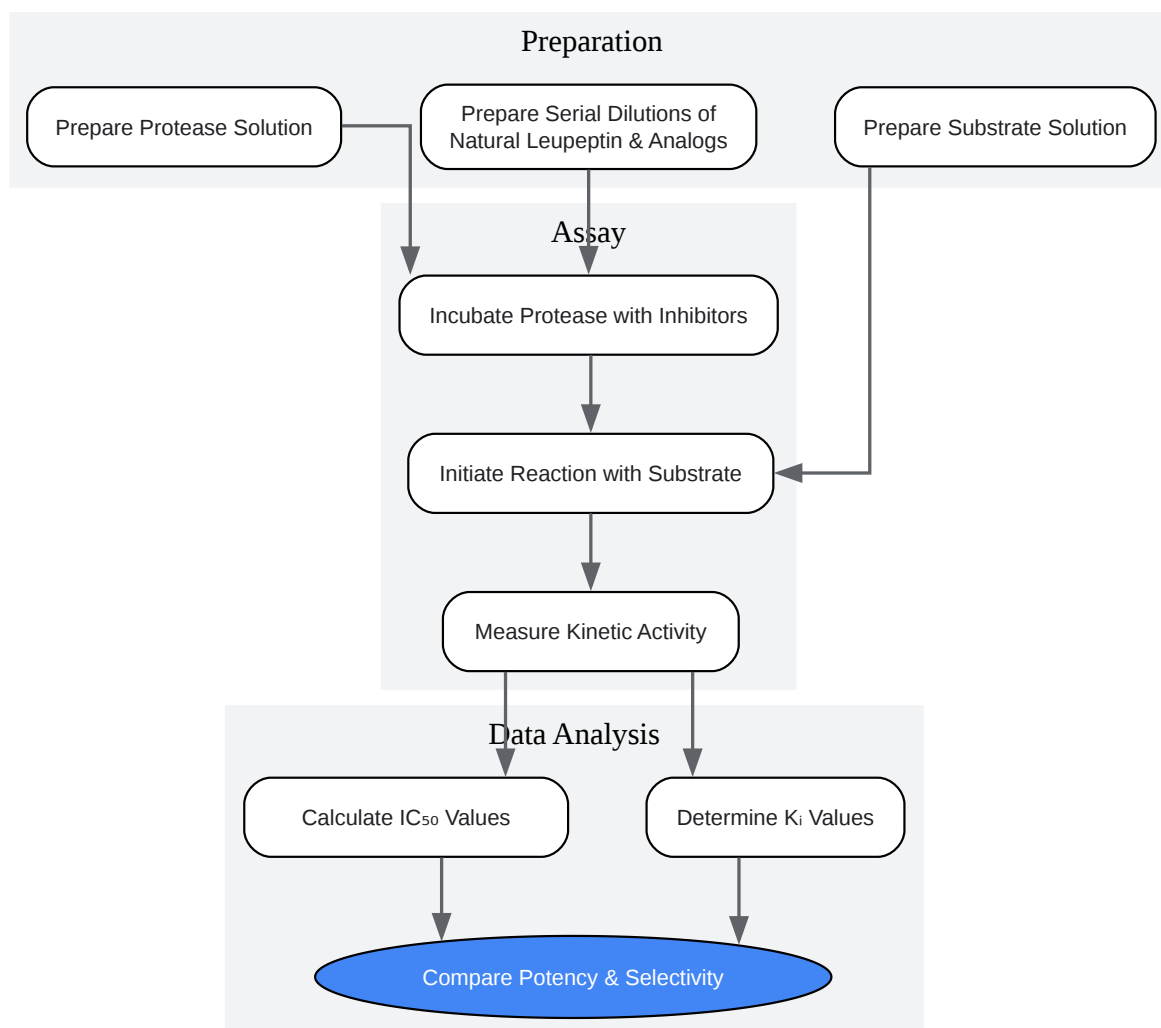 Preparation
Prepare Protease Solution
Prepare Serial Dilutions of
Natural Leupeptin & Analogs
Prepare Substrate Solution
Assay
Incubate Protease with Inhibitors
Initiate Reaction with Substrate
Measure Kinetic Activity
Data Analysis
Calculate IC₅₀ Values
Determine Kᵢ Values
Compare Potency & Selectivity